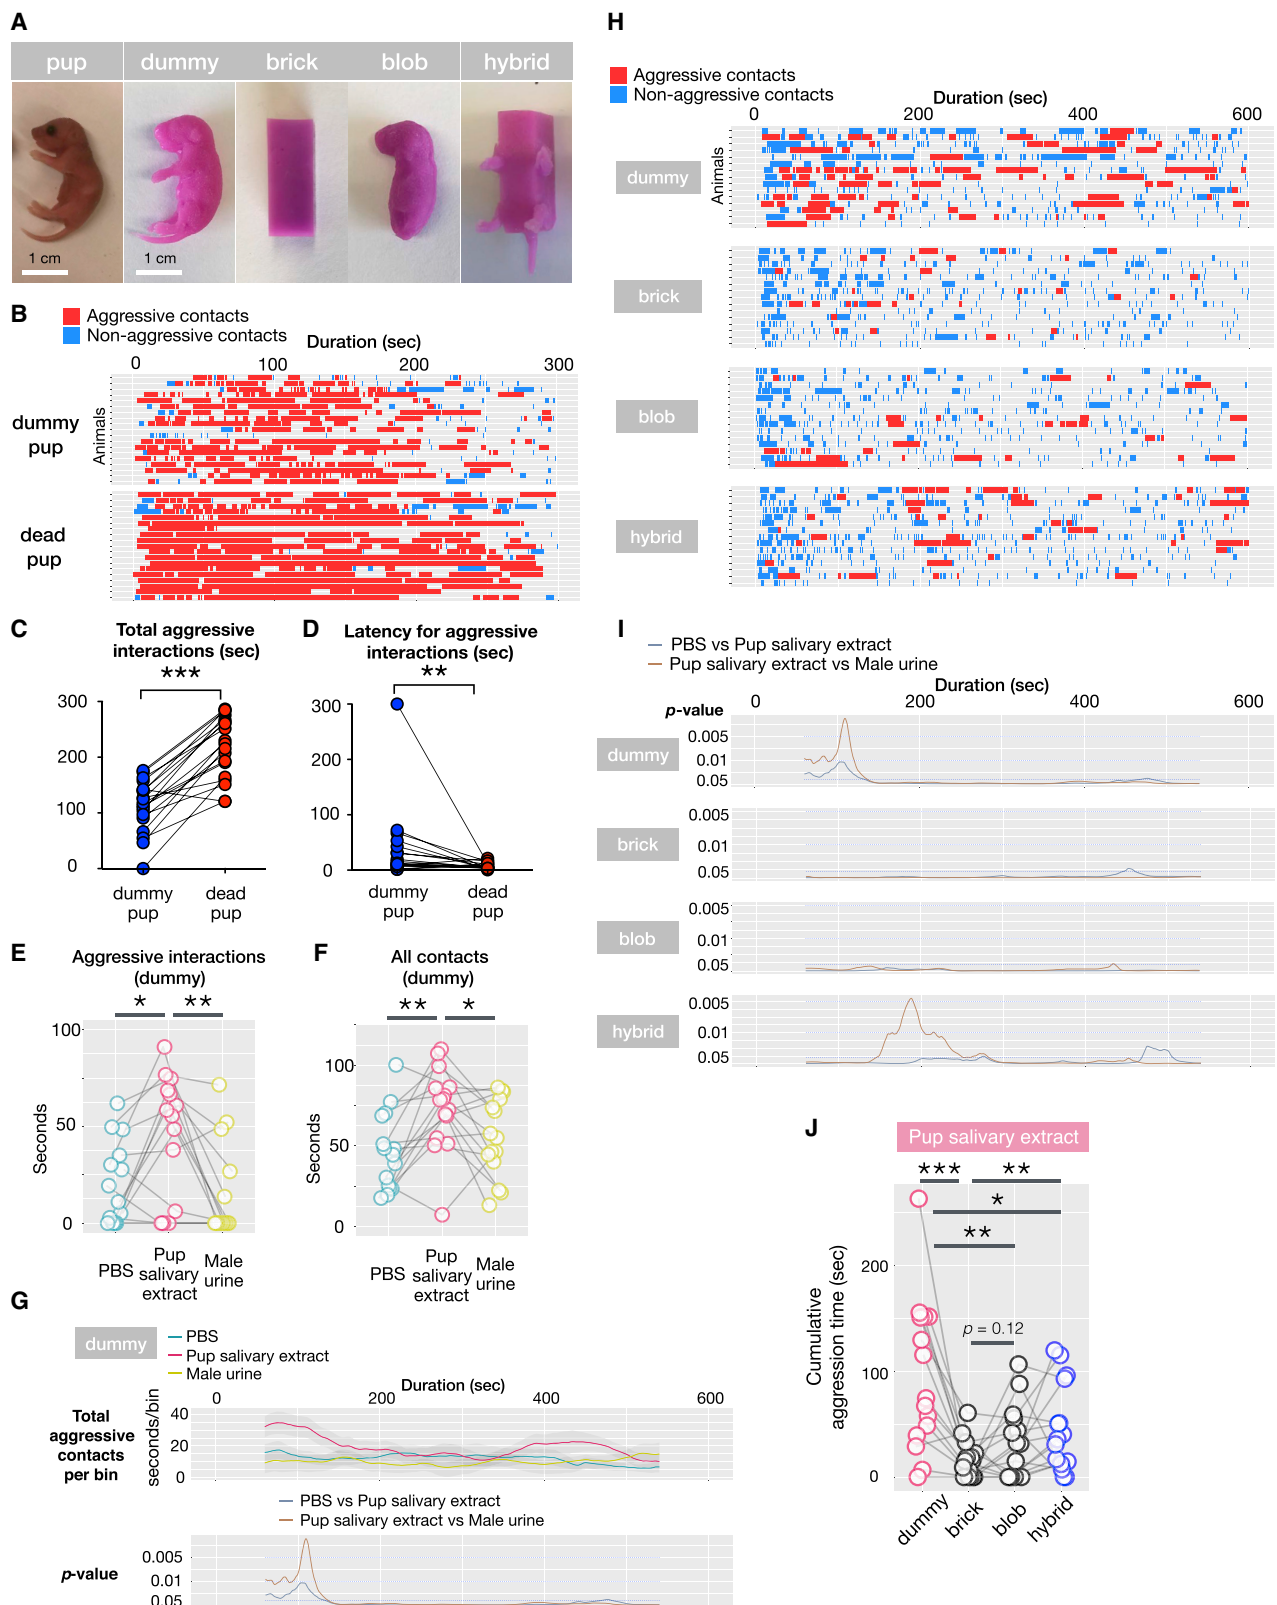 A
pup
dummy
brick
blob
hybrid
1 cm
1 cm
B
Aggressive contacts
Non-aggressive contacts
Duration (sec)
0
100
200
300
Animals
dummy
pup
dead
pup
C
Total aggressive
interactions (sec)
***
300
200
100
0
dummy
pup
dead
pup
D
Latency for aggressive
interactions (sec)
**
300
200
100
0
dummy
pup
dead
pup
E
Aggressive interactions
(dummy)
*
**
100
50
0
Seconds
PBS
Pup
salivary
extract
Male
urine
F
All contacts
(dummy)
**
*
100
50
0
Seconds
PBS
Pup
salivary
extract
Male
urine
G
dummy
PBS
Pup salivary extract
Male urine
Duration (sec)
0
200
400
600
Total
aggressive
contacts
per bin
seconds/bin
40
20
0
PBS vs Pup salivary extract
Pup salivary extract vs Male urine
p-value
0.005
0.01
0.05
H
Aggressive contacts
Non-aggressive contacts
Duration (sec)
0
200
400
600
Animals
dummy
brick
blob
hybrid
I
PBS vs Pup salivary extract
Pup salivary extract vs Male urine
Duration (sec)
p-value
0
200
400
600
dummy
0.005
0.01
0.05
brick
0.005
0.01
0.05
blob
0.005
0.01
0.05
hybrid
0.005
0.01
0.05
J
Pup salivary extract
***
**
*
**
p = 0.12
200
100
0
Cumulative
aggression time (sec)
dummy
brick
blob
hybrid